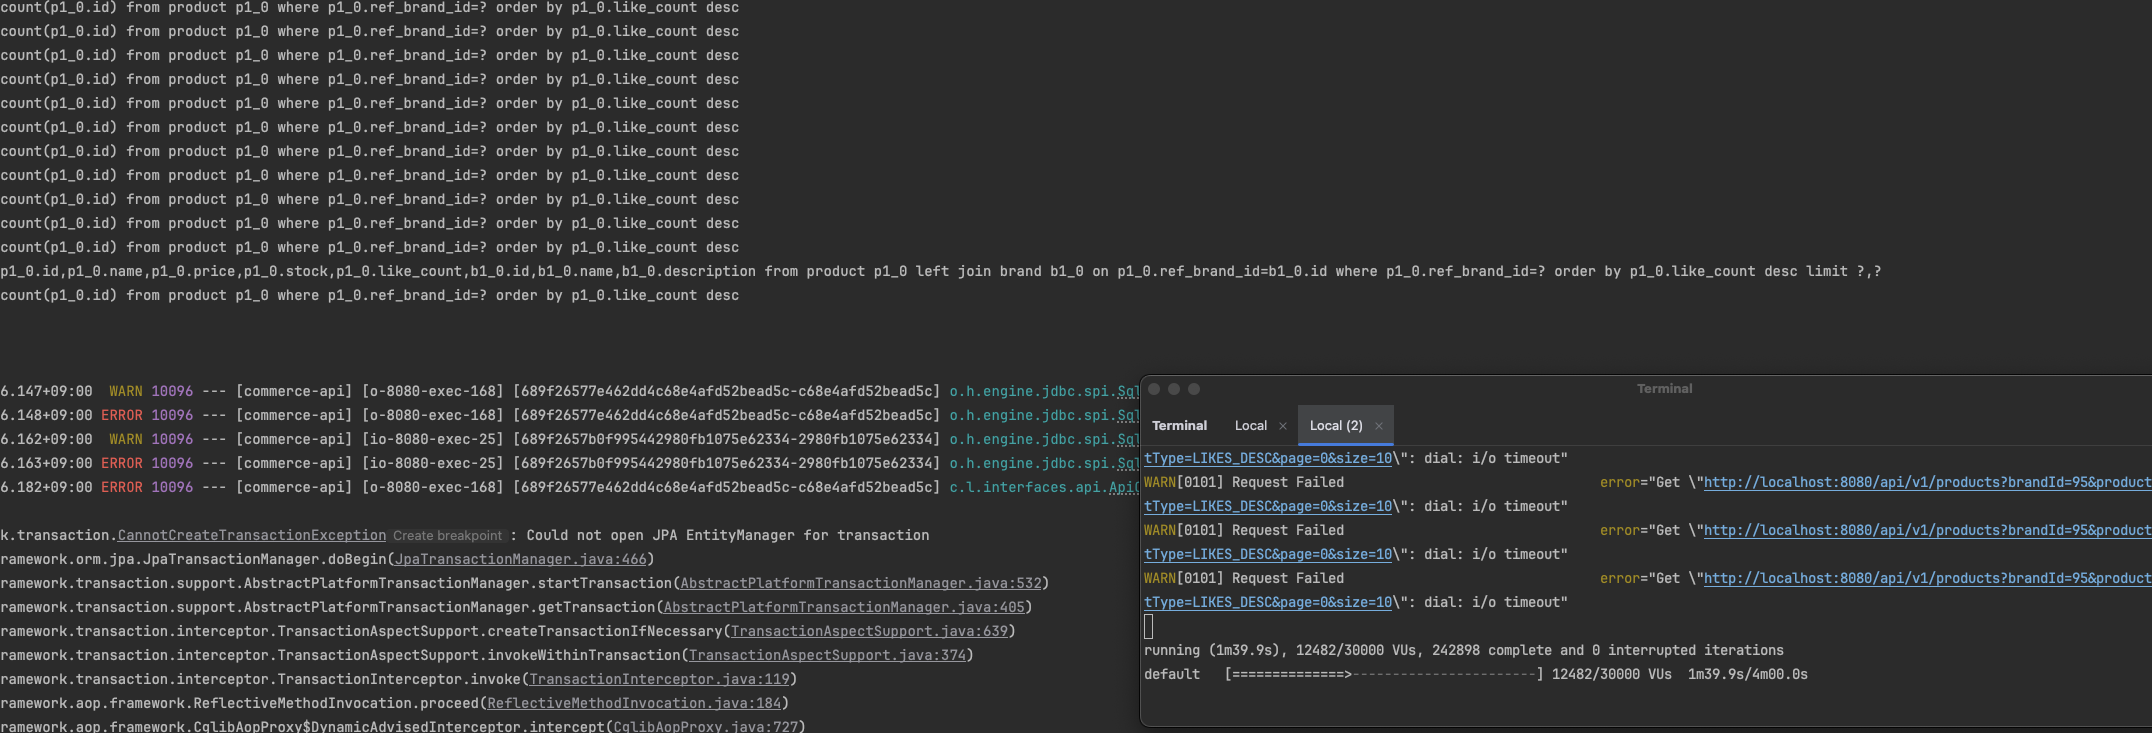 count(p1_0.id) from product p1_0 where p1_0.ref_brand_id=? order by p1_0.like_count desc
count(p1_0.id) from product p1_0 where p1_0.ref_brand_id=? order by p1_0.like_count desc
count(p1_0.id) from product p1_0 where p1_0.ref_brand_id=? order by p1_0.like_count desc
count(p1_0.id) from product p1_0 where p1_0.ref_brand_id=? order by p1_0.like_count desc
count(p1_0.id) from product p1_0 where p1_0.ref_brand_id=? order by p1_0.like_count desc
count(p1_0.id) from product p1_0 where p1_0.ref_brand_id=? order by p1_0.like_count desc
count(p1_0.id) from product p1_0 where p1_0.ref_brand_id=? order by p1_0.like_count desc
count(p1_0.id) from product p1_0 where p1_0.ref_brand_id=? order by p1_0.like_count desc
count(p1_0.id) from product p1_0 where p1_0.ref_brand_id=? order by p1_0.like_count desc
count(p1_0.id) from product p1_0 where p1_0.ref_brand_id=? order by p1_0.like_count desc
count(p1_0.id) from product p1_0 where p1_0.ref_brand_id=? order by p1_0.like_count desc
p1_0.id,p1_0.name,p1_0.price,p1_0.stock,p1_0.like_count,b1_0.id,b1_0.name,b1_0.description from product p1_0 left join brand b1_0 on p1_0.ref_brand_id=b1_0.id where p1_0.ref_brand_id=? order by p1_0.like_count desc limit ?,?
count(p1_0.id) from product p1_0 where p1_0.ref_brand_id=? order by p1_0.like_count desc
6.147+09:00  WARN 10096 --- [commerce-api] [o-8080-exec-168] [689f26577e462dd4c68e4afd52bead5c-c68e4afd52bead5c] o.h.engine.jdbc.spi.Sql
6.148+09:00 ERROR 10096 --- [commerce-api] [o-8080-exec-168] [689f26577e462dd4c68e4afd52bead5c-c68e4afd52bead5c] o.h.engine.jdbc.spi.Sql
6.162+09:00  WARN 10096 --- [commerce-api] [io-8080-exec-25] [689f2657b0f995442980fb1075e62334-2980fb1075e62334] o.h.engine.jdbc.spi.Sql
6.163+09:00 ERROR 10096 --- [commerce-api] [io-8080-exec-25] [689f2657b0f995442980fb1075e62334-2980fb1075e62334] o.h.engine.jdbc.spi.Sql
6.182+09:00 ERROR 10096 --- [commerce-api] [o-8080-exec-168] [689f26577e462dd4c68e4afd52bead5c-c68e4afd52bead5c] c.l.interfaces.api.Api
k.transaction.CannotCreateTransactionException Create breakpoint : Could not open JPA EntityManager for transaction
ramework.orm.jpa.JpaTransactionManager.doBegin(JpaTransactionManager.java:466)
ramework.transaction.support.AbstractPlatformTransactionManager.startTransaction(AbstractPlatformTransactionManager.java:532)
ramework.transaction.support.AbstractPlatformTransactionManager.getTransaction(AbstractPlatformTransactionManager.java:405)
ramework.transaction.interceptor.TransactionAspectSupport.createTransactionIfNecessary(TransactionAspectSupport.java:639)
ramework.transaction.interceptor.TransactionAspectSupport.invokeWithinTransaction(TransactionAspectSupport.java:374)
ramework.transaction.interceptor.TransactionInterceptor.invoke(TransactionInterceptor.java:119)
ramework.aop.framework.ReflectiveMethodInvocation.proceed(ReflectiveMethodInvocation.java:184)
ramework.aop.framework.CglibAopProxy$DynamicAdvisedInterceptor.intercept(CglibAopProxy.java:727)
Terminal
Terminal Local × Local (2) ×
tType=LIKES_DESC&page=0&size=10\": dial: i/o timeout"
WARN[0101] Request Failed error="Get \"http://localhost:8080/api/v1/products?brandId=95&product
tType=LIKES_DESC&page=0&size=10\": dial: i/o timeout"
WARN[0101] Request Failed error="Get \"http://localhost:8080/api/v1/products?brandId=95&product
tType=LIKES_DESC&page=0&size=10\": dial: i/o timeout"
WARN[0101] Request Failed error="Get \"http://localhost:8080/api/v1/products?brandId=95&product
tType=LIKES_DESC&page=0&size=10\": dial: i/o timeout"
running (1m39.9s), 12482/30000 VUs, 242898 complete and 0 interrupted iterations
default   [==============>-----------------------] 12482/30000 VUs  1m39.9s/4m00.0s